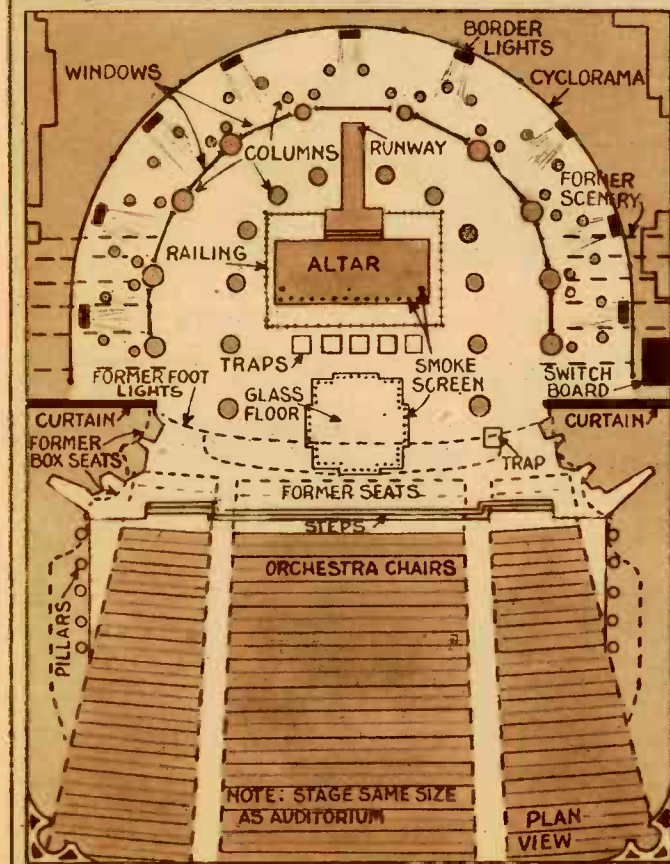 BORDER
LIGHTS
WINDOWS
CYCLORAMA
COLUMNS
RUNWAY
FORMER
SCENERY
RAILING
ALTAR
TRAPS
SMOKE
SCREEN
SWITCH
BOARD
FORMER FOOT
LIGHTS
GLASS
FLOOR
CURTAIN
CURTAIN
FORMER
BOX SEATS
TRAP
FORMER SEATS
STEPS
ORCHESTRA CHAIRS
PILLARS
NOTE: STAGE SAME SIZE
AS AUDITORIUM
PLAN
VIEW